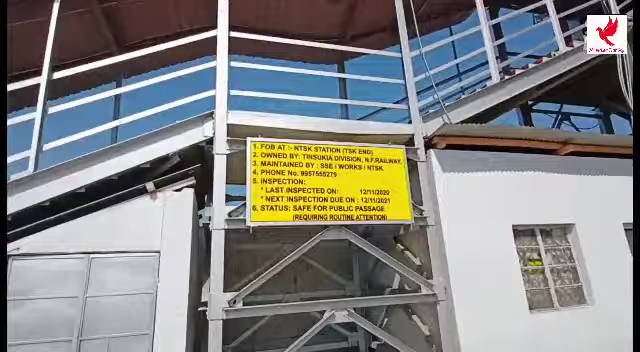 1. FOB AT :- NTSK STATION (TSK END)
2. OWNED BY: TINSUKIA DIVISION, N.F.RAILWAY.
3. MAINTAINED BY : SSE / WORKS / NTSK.
4. PHONE No. 9957555279
5. INSPECTION:
* LAST INSPECTED ON: 12/11/2020
* NEXT INSPECTION DUE ON : 12/11/2021
6. STATUS: SAFE FOR PUBLIC PASSAGE
(REQUIRING ROUTINE ATTENTION)